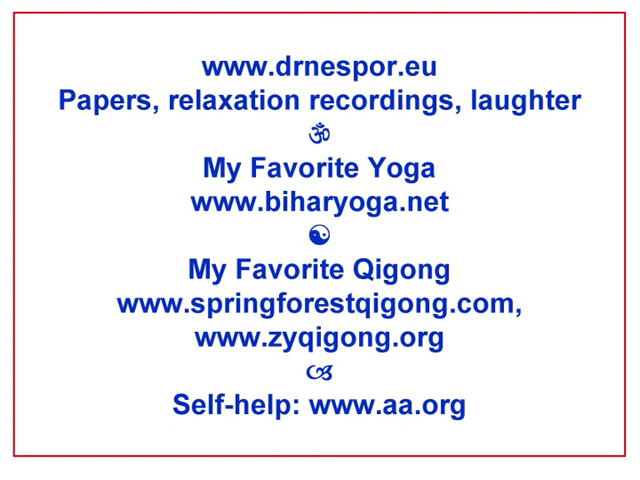 www.drnespor.eu
Papers, relaxation recordings, laughter
ॐ
My Favorite Yoga
www.biharyoga.net
☯
My Favorite Qigong
www.springforestqigong.com,
www.zyqigong.org
Self-help: www.aa.org